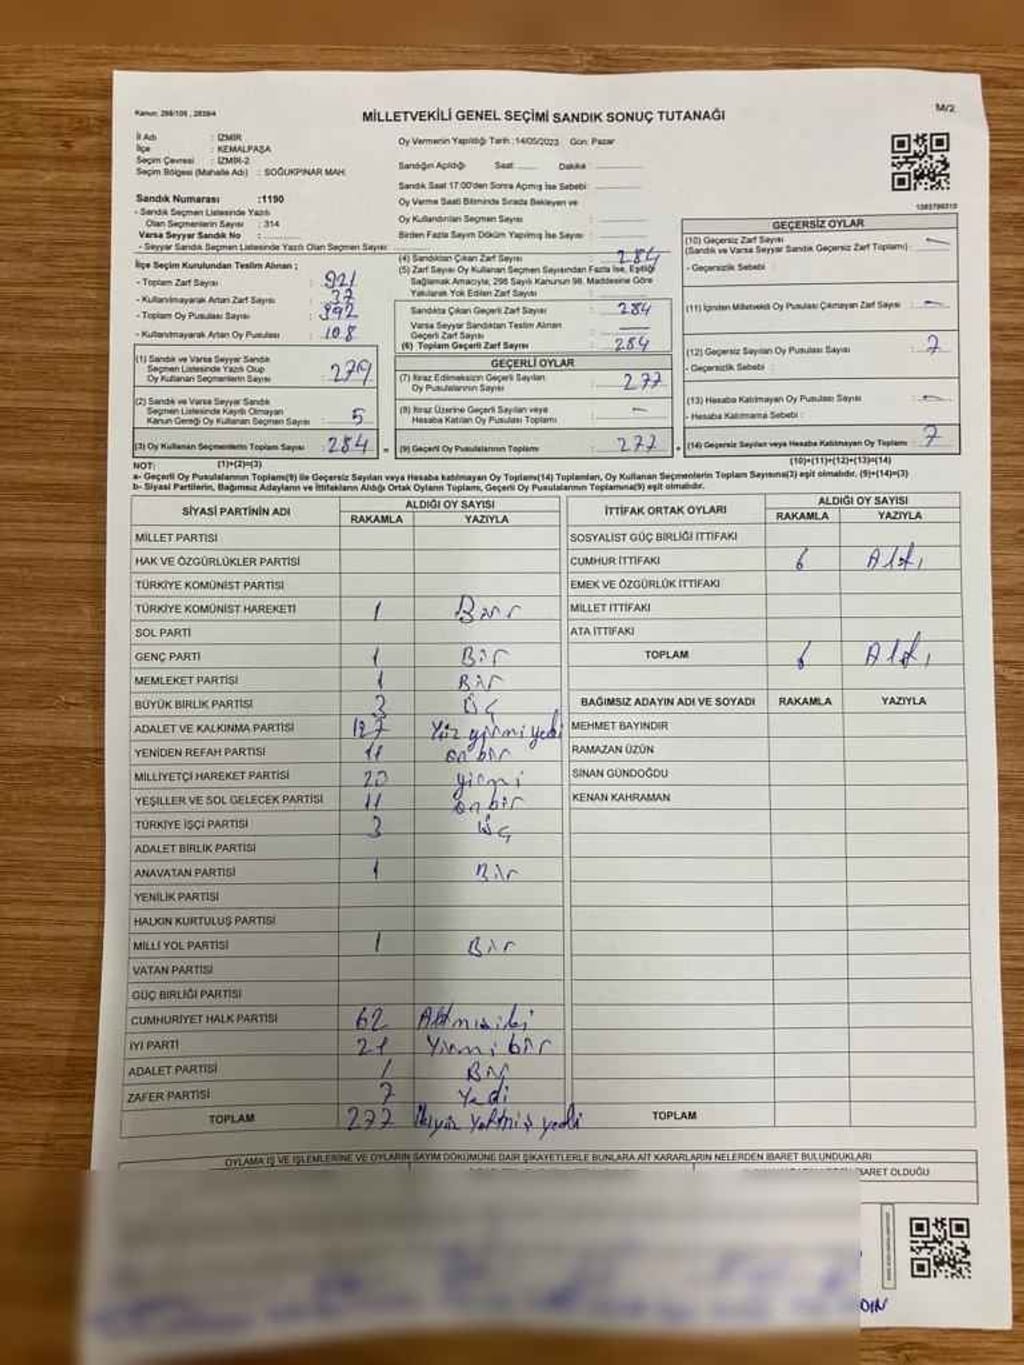 Kanun: 298/105 , 2839/4
M/2
MİLLETVEKİLİ GENEL SEÇİMİ SANDIK SONUÇ TUTANAĞI
İl Adı : İZMİR
İlçe : KEMALPAŞA
Seçim Çevresi : İZMİR-2
Seçim Bölgesi (Mahalle Adı) : SOĞUKPINAR MAH.
Sandık Numarası :1190
- Sandık Seçmen Listesinde Yazılı
Olan Seçmenlerin Sayısı : 314
Varsa Seyyar Sandık No :
- Seyyar Sandık Seçmen Listesinde Yazılı Olan Seçmen Sayısı
Oy Vermenin Yapıldığı Tarih : 14/05/2023 Gün: Pazar
Sandığın Açıldığı Saat: Dakika :
Sandık Saat 17:00'den Sonra Açımış İse Sebebi:
Oy Verme Saati Bitiminde Sırada Bekleyen ve
Oy Kullandırılan Seçmen Sayısı :
Birden Fazla Sayım Döküm Yapılmış İse Sayısı :
İlçe Seçim Kurulundan Teslim Alınan ;
- Toplam Zarf Sayısı :
- Kullanılmayarak Artan Zarf Sayısı : 37
- Toplam Oy Pusulası Sayısı : 392
- Kullanılmayarak Artan Oy Pusulası : 108
(1) Sandık ve Varsa Seyyar Sandık
Seçmen Listesinde Yazılı Olup
Oy Kullanan Seçmenlerin Sayısı : 279
(2) Sandık ve Varsa Seyyar Sandık
Seçmen Listesinde Kayıtlı Olmayan
Kanun Gereği Oy Kullanan Seçmen Sayısı : 5
(3) Oy Kullanan Seçmenlerin Toplam Sayısı : 284
(4) Sandıktan Çıkan Zarf Sayısı : 284
(5) Zarf Sayısı Oy Kullanan Seçmen Sayısından Fazla İse, Eşitliği
Sağlamak Amacıyla, 298 Sayılı Kanunun 98. Maddesine Göre
Yakılarak Yok Edilen Zarf Sayısı :
Sandıkta Çıkan Geçerli Zarf Sayısı : 284
Varsa Seyyar Sandıktan Teslim Alınan
Geçerli Zarf Sayısı :
(6) Toplam Geçerli Zarf Sayısı : 284
GEÇERLİ OYLAR
(7) İtiraz Edilmeksizin Geçerli Sayılan
Oy Pusulalarının Sayısı : 277
(8) İtiraz Üzerine Geçerli Sayılan veya
Hesaba Katılan Oy Pusulası Toplamı : -
(9) Geçerli Oy Pusulalarının Toplamı : 277
GEÇERSİZ OYLAR
(10) Geçersiz Zarf Sayısı
(Sandık ve Varsa Seyyar Sandık Geçersiz Zarf Toplamı) : -
- Geçersizlik Sebebi :
(11) İçinden Milletvekili Oy Pusulası Çıkmayan Zarf Sayısı : -
(12) Geçersiz Sayılan Oy Pusulası Sayısı : 7
- Geçersizlik Sebebi :
(13) Hesaba Katılmayan Oy Pusulası Sayısı : -
- Hesaba Katılmama Sebebi :
(14) Geçersiz Sayılan veya Hesaba Katılmayan Oy Toplamı : 7
NOT: (1)+(2)=(3) (10)+(11)+(12)+(13)=(14)
a- Geçerli Oy Pusulalarının Toplamı(9) ile Geçersiz Sayılan veya Hesaba katılmayan Oy Toplamı(14) Toplamları, Oy Kullanan Seçmenlerin Toplam Sayısına(3) eşit olmalıdır. (9)+(14)=(3)
b- Siyasi Partilerin, Bağımsız Adayların ve İttifakların Aldığı Ortak Oyların Toplamı, Geçerli Oy Pusulalarının Toplamına(9) eşit olmalıdır.
SİYASİ PARTİNİN ADI ALDIĞI OY SAYISI
RAKAMLA YAZIYLA
MİLLET PARTİSİ
HAK VE ÖZGÜRLÜKLER PARTİSİ
TÜRKİYE KOMÜNİST PARTİSİ
TÜRKİYE KOMÜNİST HAREKETİ 1 Bir
SOL PARTİ
GENÇ PARTİ 1 Bir
MEMLEKET PARTİSİ 1 Bir
BÜYÜK BİRLİK PARTİSİ 3 üç
ADALET VE KALKINMA PARTİSİ 127 Yüz yirmi yedi
YENİDEN REFAH PARTİSİ 11 on bir
MİLLİYETÇİ HAREKET PARTİSİ 20 yirmi
YEŞİLLER VE SOL GELECEK PARTİSİ 11 on bir
TÜRKİYE İŞÇİ PARTİSİ 3 üç
ADALET BİRLİK PARTİSİ
ANAVATAN PARTİSİ 1 Bir
YENİLİK PARTİSİ
HALKIN KURTULUŞ PARTİSİ
MİLLİ YOL PARTİSİ 1 Bir
VATAN PARTİSİ
GÜÇ BİRLİĞİ PARTİSİ
CUMHURİYET HALK PARTİSİ 62 Altmış iki
İYİ PARTİ 21 Yirmi bir
ADALET PARTİSİ 1 Bir
ZAFER PARTİSİ 7 Yedi
TOPLAM 277 İkiyüz yetmiş yedi
İTTİFAK ORTAK OYLARI ALDIĞI OY SAYISI
RAKAMLA YAZIYLA
SOSYALİST GÜÇ BİRLİĞİ İTTİFAKI
CUMHUR İTTİFAKI 6 Altı
EMEK VE ÖZGÜRLÜK İTTİFAKI
MİLLET İTTİFAKI
ATA İTTİFAKI
TOPLAM 6 Altı
BAĞIMSIZ ADAYIN ADI VE SOYADI RAKAMLA YAZIYLA
MEHMET BAYINDIR
RAMAZAN ÜZÜN
SİNAN GÜNDOĞDU
KENAN KAHRAMAN
TOPLAM
OYLAMA İŞ VE İŞLEMLERİNE VE OYLARIN SAYIM DÖKÜMÜNE DAİR ŞİKAYETLERLE BUNLARA AİT KARARLARIN NELERDEN İBARET BULUNDUKLARI
İBARET OLDUĞU